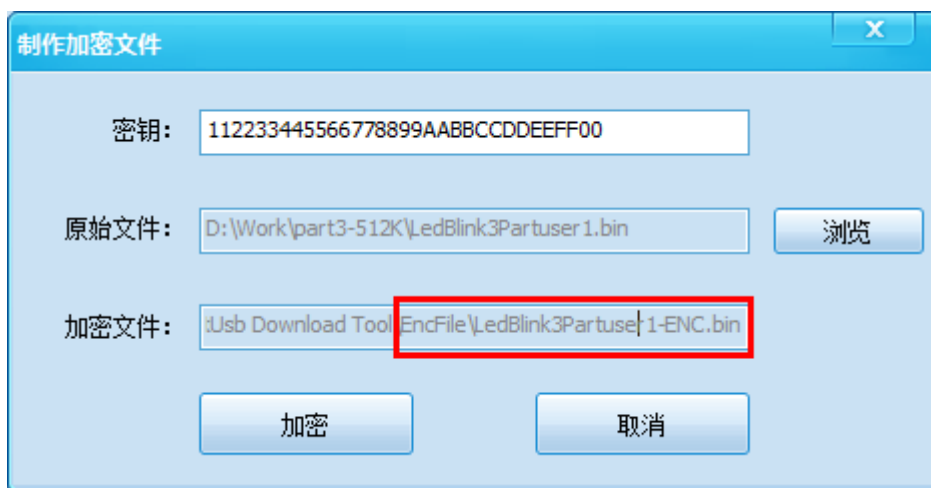 制作加密文件
X
密钥： 112233445566778899AABBCCDDEEFF00
原始文件： D:\Work\part3-512K\LedBlink3Partuser1.bin 浏览
加密文件： :Usb Download Tool\EncFile\LedBlink3Partuser1-ENC.bin
加密 取消